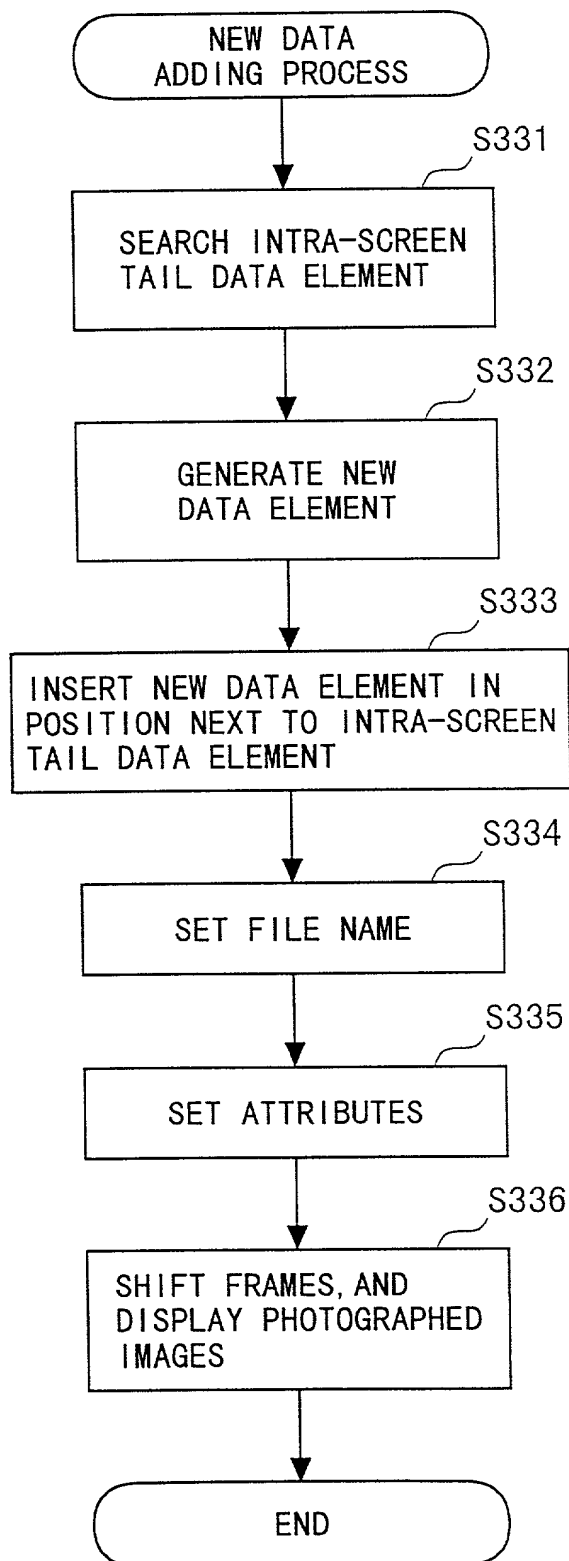 NEW DATA
ADDING PROCESS
S331
SEARCH INTRA-SCREEN
TAIL DATA ELEMENT
S332
GENERATE NEW
DATA ELEMENT
S333
INSERT NEW DATA ELEMENT IN
POSITION NEXT TO INTRA-SCREEN
TAIL DATA ELEMENT
S334
SET FILE NAME
S335
SET ATTRIBUTES
S336
SHIFT FRAMES, AND
DISPLAY PHOTOGRAPHED
IMAGES
END